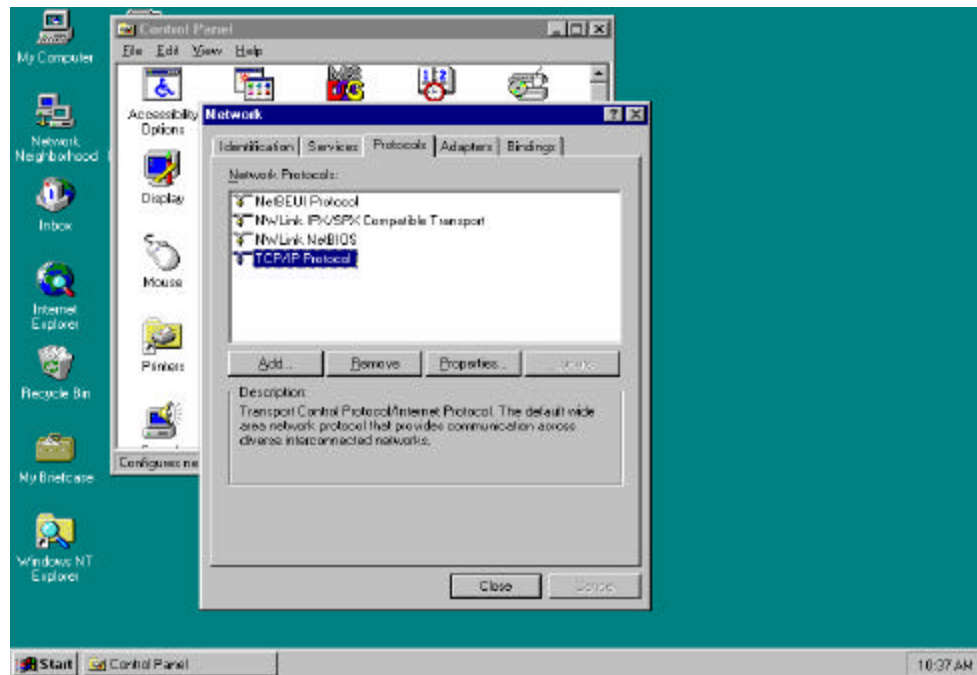 My Computer
Network
Neighborhood
Inbox
Internet
Explorer
Recycle Bin
My Briefcase
Windows NT
Explorer
Control Panel
File Edit View Help
Accessibility
Options
Display
Mouse
Printers
Configures ne
Network
Identification Services Protocols Adapters Bindings
Network Protocols:
NetBEUI Protocol
NWLink IPX/SPX Compatible Transport
NWLink NetBIOS
TCP/IP Protocol
Add... Remove Properties...
Description:
Transport Control Protocol/Internet Protocol. The default wide
area network protocol that provides communication across
diverse interconnected networks.
Close Cancel
Start Control Panel
10:37 AM